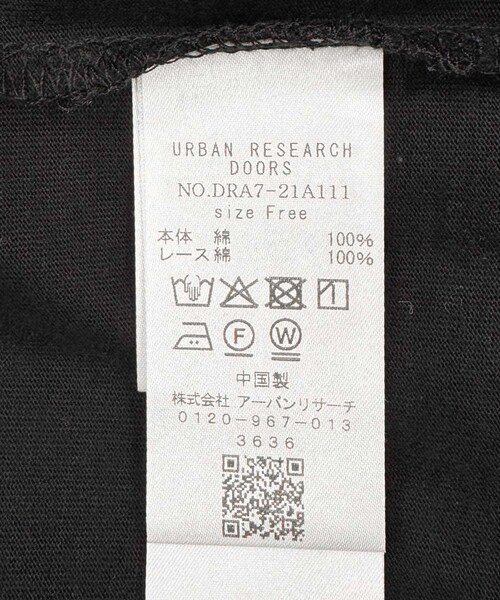 URBAN RESEARCH
DOORS
NO.DRA7-21A111
size Free
本体 綿 100%
レース綿 100%
F W
中国製
株式会社 アーバンリサーチ
0120-967-013
3636